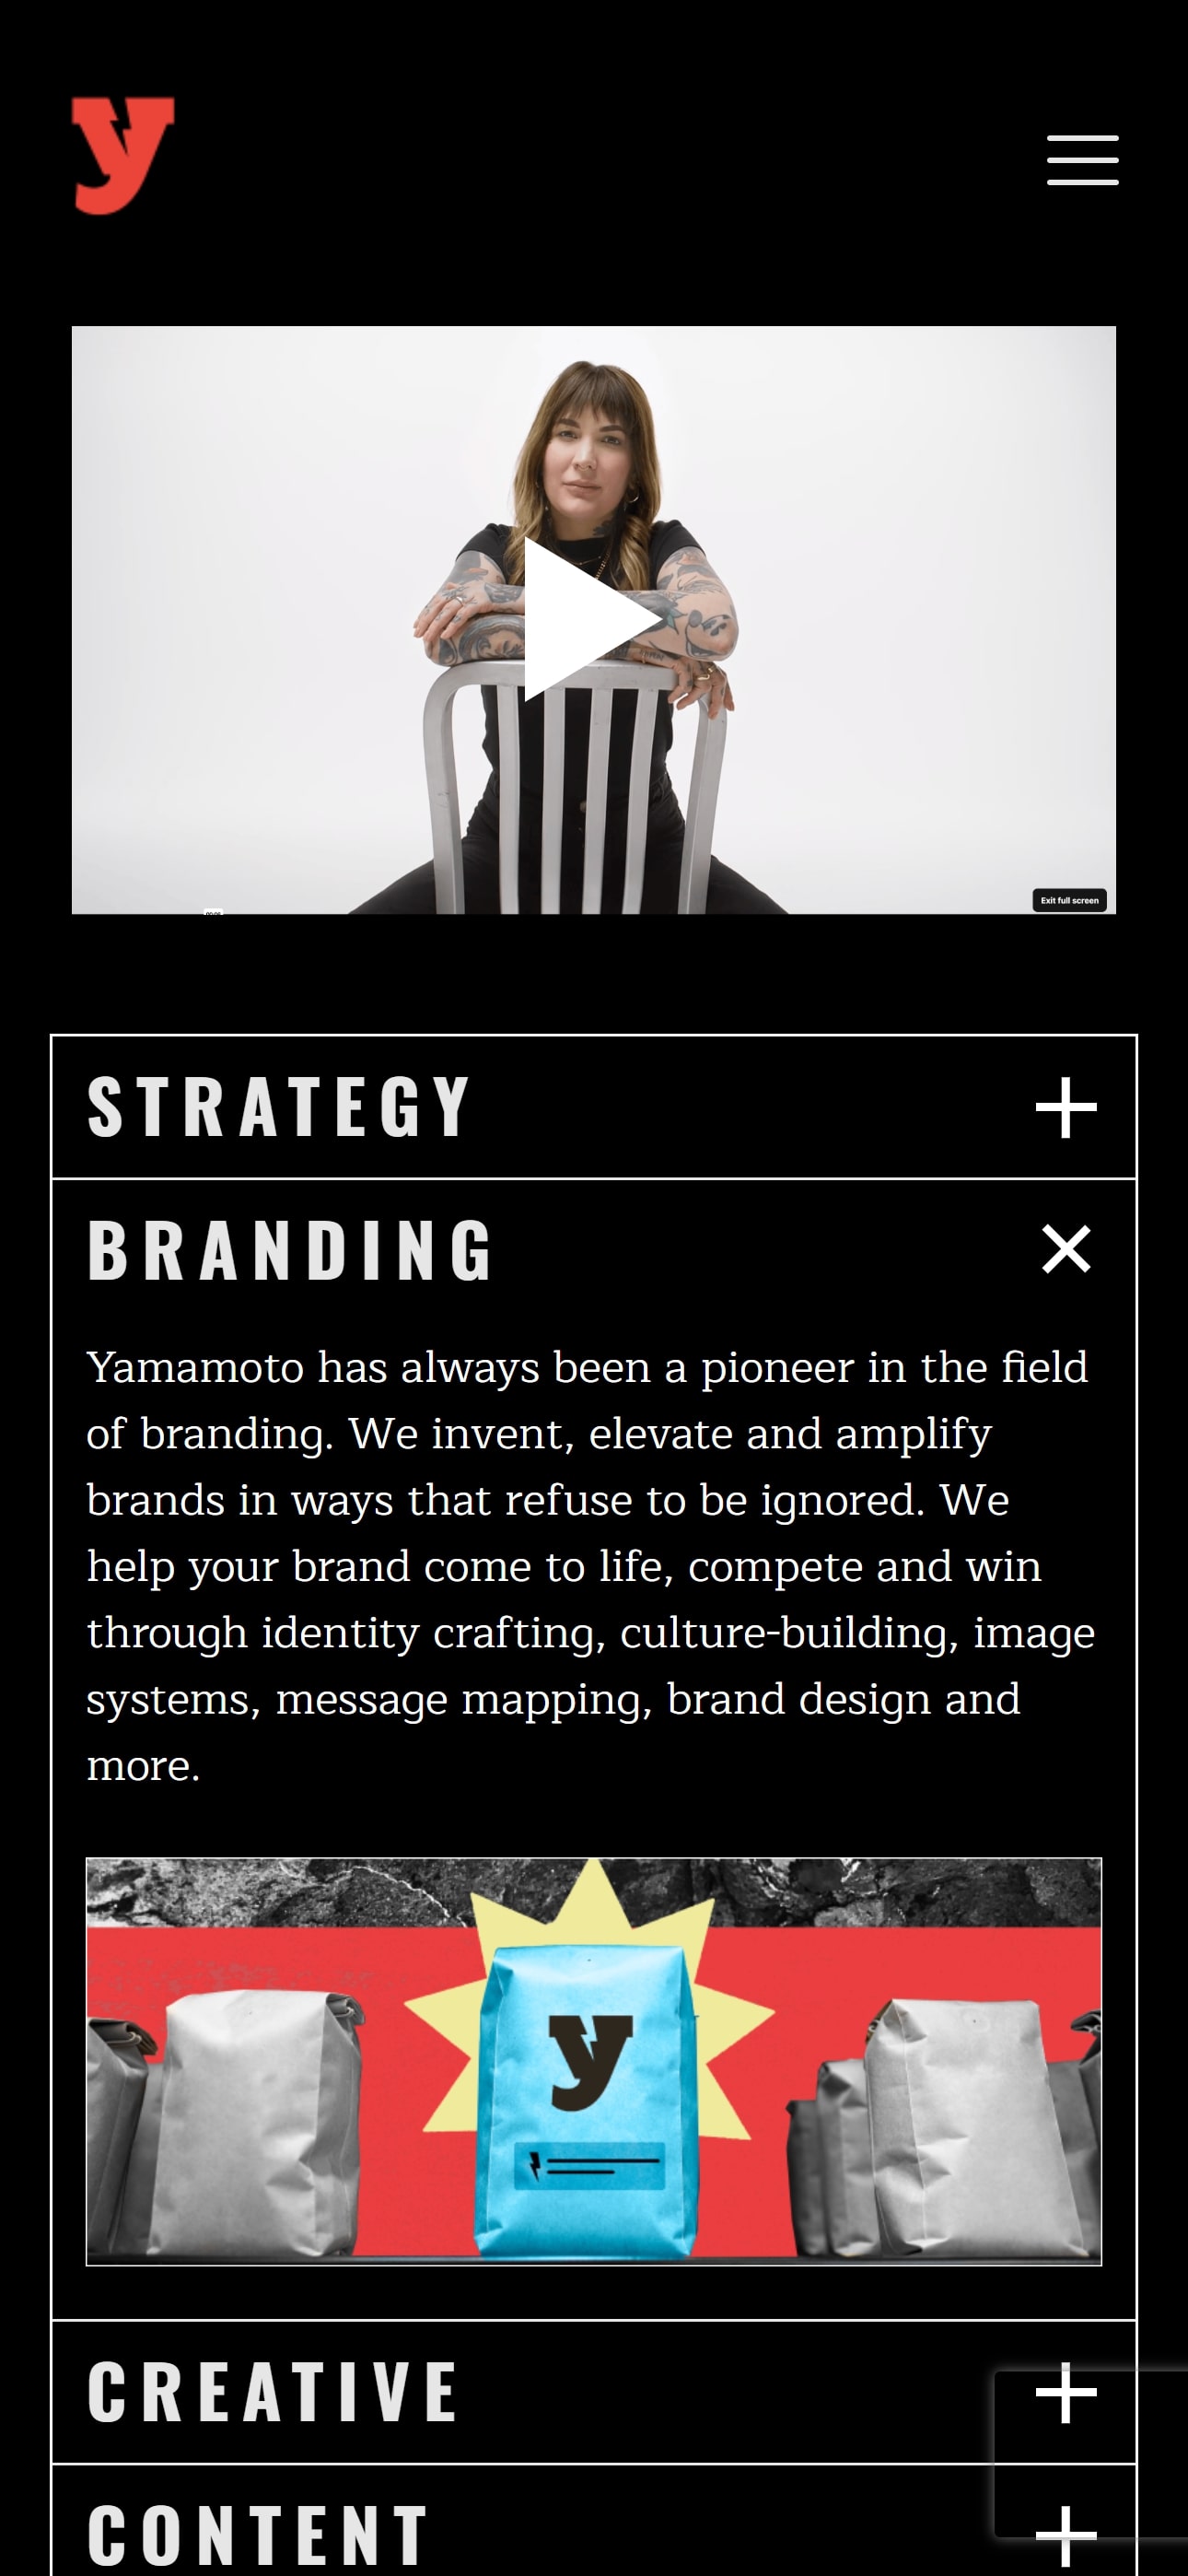 y
Exit full screen
STRATEGY
BRANDING
Yamamoto has always been a pioneer in the field
of branding. We invent, elevate and amplify
brands in ways that refuse to be ignored. We
help your brand come to life, compete and win
through identity crafting, culture-building, image
systems, message mapping, brand design and
more.
y
CREATIVE
CONTENT